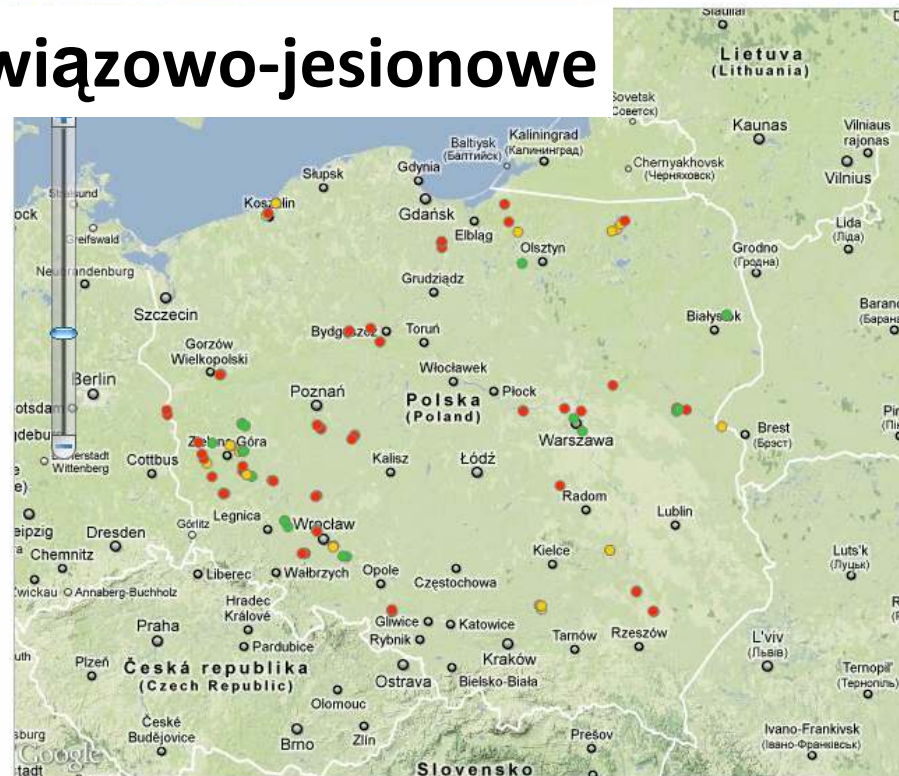 wiązowo-jesionowe
Siauliai
Lietuva
(Lithuania)
Sovetsk
(Советск)
Kaunas
Vilniaus
rajonas
Vilnius
Baltiysk
(Балтийск)
Kaliningrad
(Калининград)
Chernyakhovsk
(Черняховск)
Gdynia
Słupsk
Gdańsk
Elbląg
Olsztyn
Lida
(Ліда)
Grodno
(Гродна)
Greifswald
Neubrandenburg
Szczecin
Grudziądz
Toruń
Gorzów
Wielkopolski
Włocławek
Berlin
Poznań
Płock
Polska
(Poland)
Warszawa
Brest
(Брэст)
Zielona Góra
Wittenberg
Cottbus
Kalisz
Łódź
Radom
Lublin
Legnica
Wrocław
Görlitz
Dresden
Chemnitz
Kielce
Luts'k
(Луцьк)
Zwickau
Annaberg-Buchholz
Liberec
Wałbrzych
Opole
Częstochowa
Hradec
Králové
Gliwice
Katowice
Rybnik
Tarnów
Rzeszów
L'viv
(Львів)
Praha
Pardubice
Kraków
Plzeň
Česká republika
(Czech Republic)
Ostrava
Bielsko-Biała
Ternopil'
(Тернопіль)
Olomouc
České
Budějovice
Brno
Zlín
Prešov
Ivano-Frankivsk
(Івано-Франківськ)
Google
Slovensko